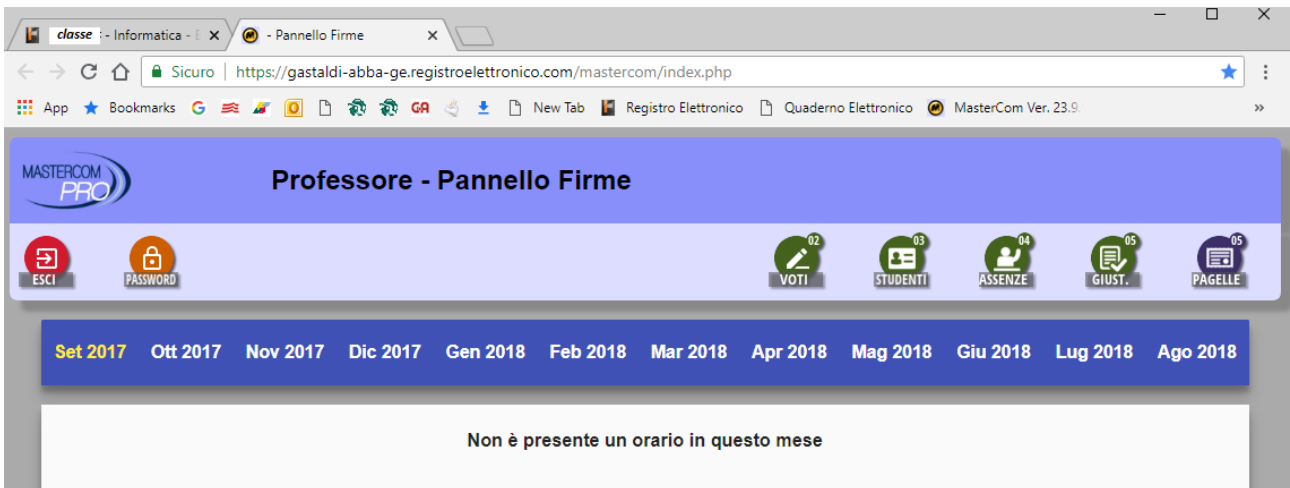 classe - Informatica - E
- Pannello Firme
Sicuro | https://gastaldi-abba-ge.registroelettronico.com/mastercom/index.php
App Bookmarks G GA New Tab Registro Elettronico Quaderno Elettronico MasterCom Ver. 23.9
MASTERCOM
PRO
Professore - Pannello Firme
ESCI
PASSWORD
02
VOTI
03
STUDENTI
04
ASSENZE
05
GIUST.
05
PAGELLE
Set 2017 Ott 2017 Nov 2017 Dic 2017 Gen 2018 Feb 2018 Mar 2018 Apr 2018 Mag 2018 Giu 2018 Lug 2018 Ago 2018
Non è presente un orario in questo mese